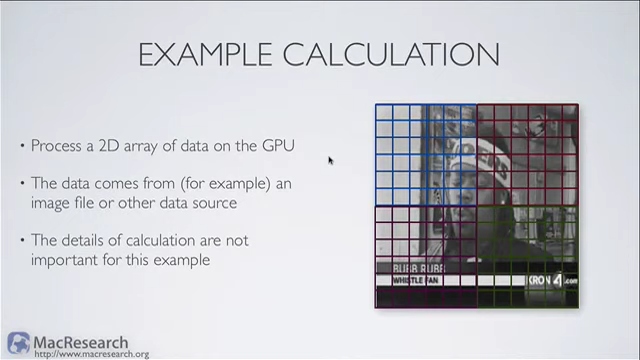 EXAMPLE CALCULATION
• Process a 2D array of data on the GPU
• The data comes from (for example) an
image file or other data source
• The details of calculation are not
important for this example
BUBB RUBB
WHISTLE FAN
KRON 4.com
MacResearch
http://www.macresearch.org